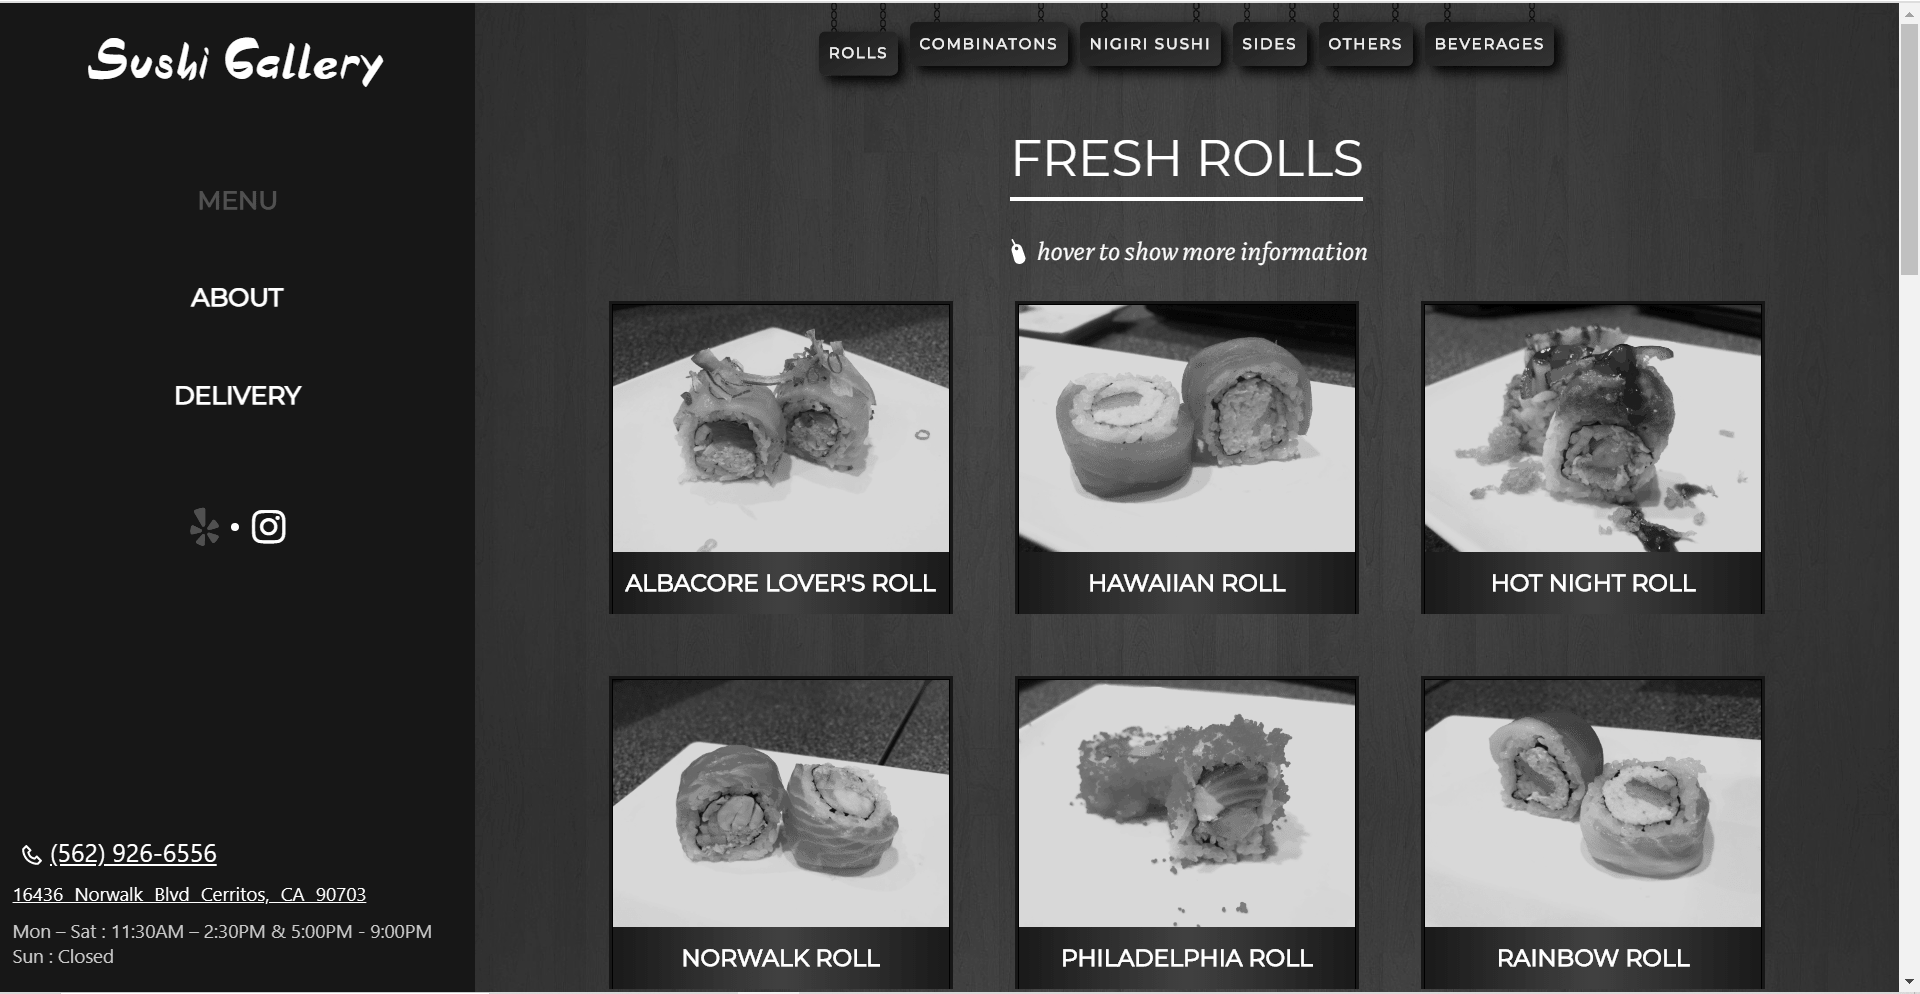 Sushi Gallery
MENU
ABOUT
DELIVERY
(562) 926-6556
16436 Norwalk Blvd Cerritos, CA 90703
Mon – Sat : 11:30AM – 2:30PM & 5:00PM - 9:00PM
Sun : Closed
ROLLS
COMBINATONS
NIGIRI SUSHI
SIDES
OTHERS
BEVERAGES
FRESH ROLLS
hover to show more information
ALBACORE LOVER'S ROLL
HAWAIIAN ROLL
HOT NIGHT ROLL
NORWALK ROLL
PHILADELPHIA ROLL
RAINBOW ROLL